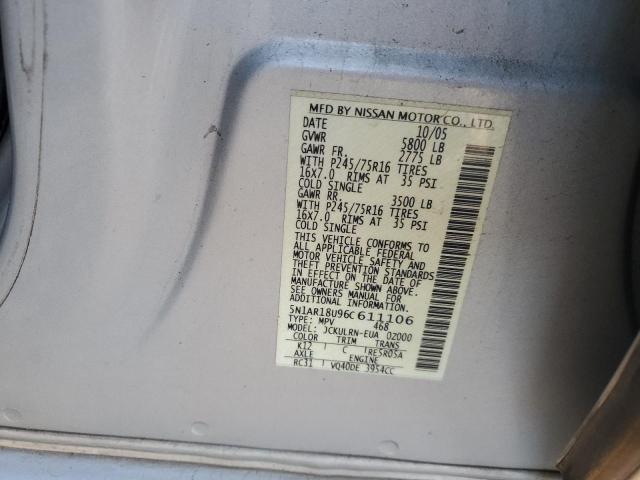 MFD BY NISSAN MOTOR CO., LTD.
DATE 10/05
GVWR 5800 LB
GAWR FR. 2775 LB
WITH P245/75R16 TIRES
16X7.0 RIMS AT 35 PSI
COLD SINGLE
GAWR RR. 3500 LB
WITH P245/75R16 TIRES
16X7.0 RIMS AT 35 PSI
COLD SINGLE
THIS VEHICLE CONFORMS TO
ALL APPLICABLE FEDERAL
MOTOR VEHICLE SAFETY AND
THEFT PREVENTION STANDARDS
IN EFFECT ON THE DATE OF
MANUFACTURE SHOWN ABOVE.
SEE OWNERS MANUAL FOR
ADDITIONAL INFORMATION
5N1AR18U96C611106
TYPE: MPV 468
MODEL: JCKULRN-EUA 02000
COLOR TRIM TRANS
K12 C RE5R05A
AXLE ENGINE
RC31 VQ40DE 3954CC